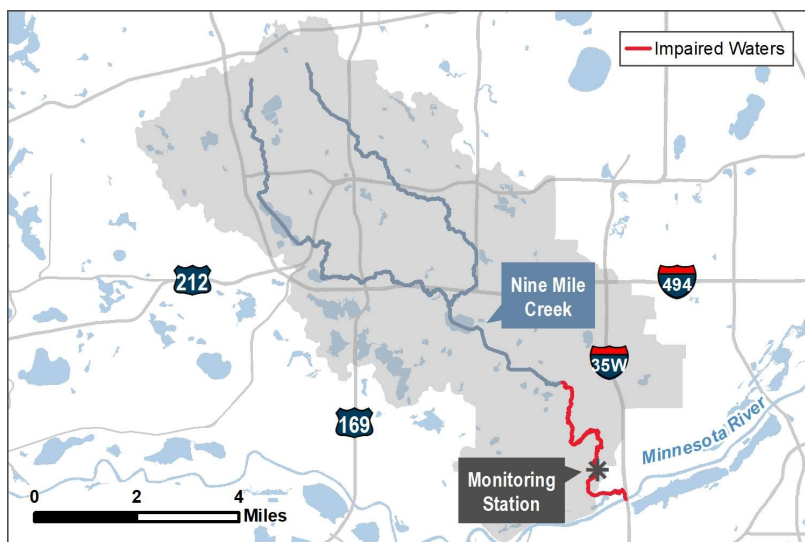 Impaired Waters
212
Nine Mile
Creek
494
35W
169
Minnesota River
Monitoring
Station
0 2 4
Miles